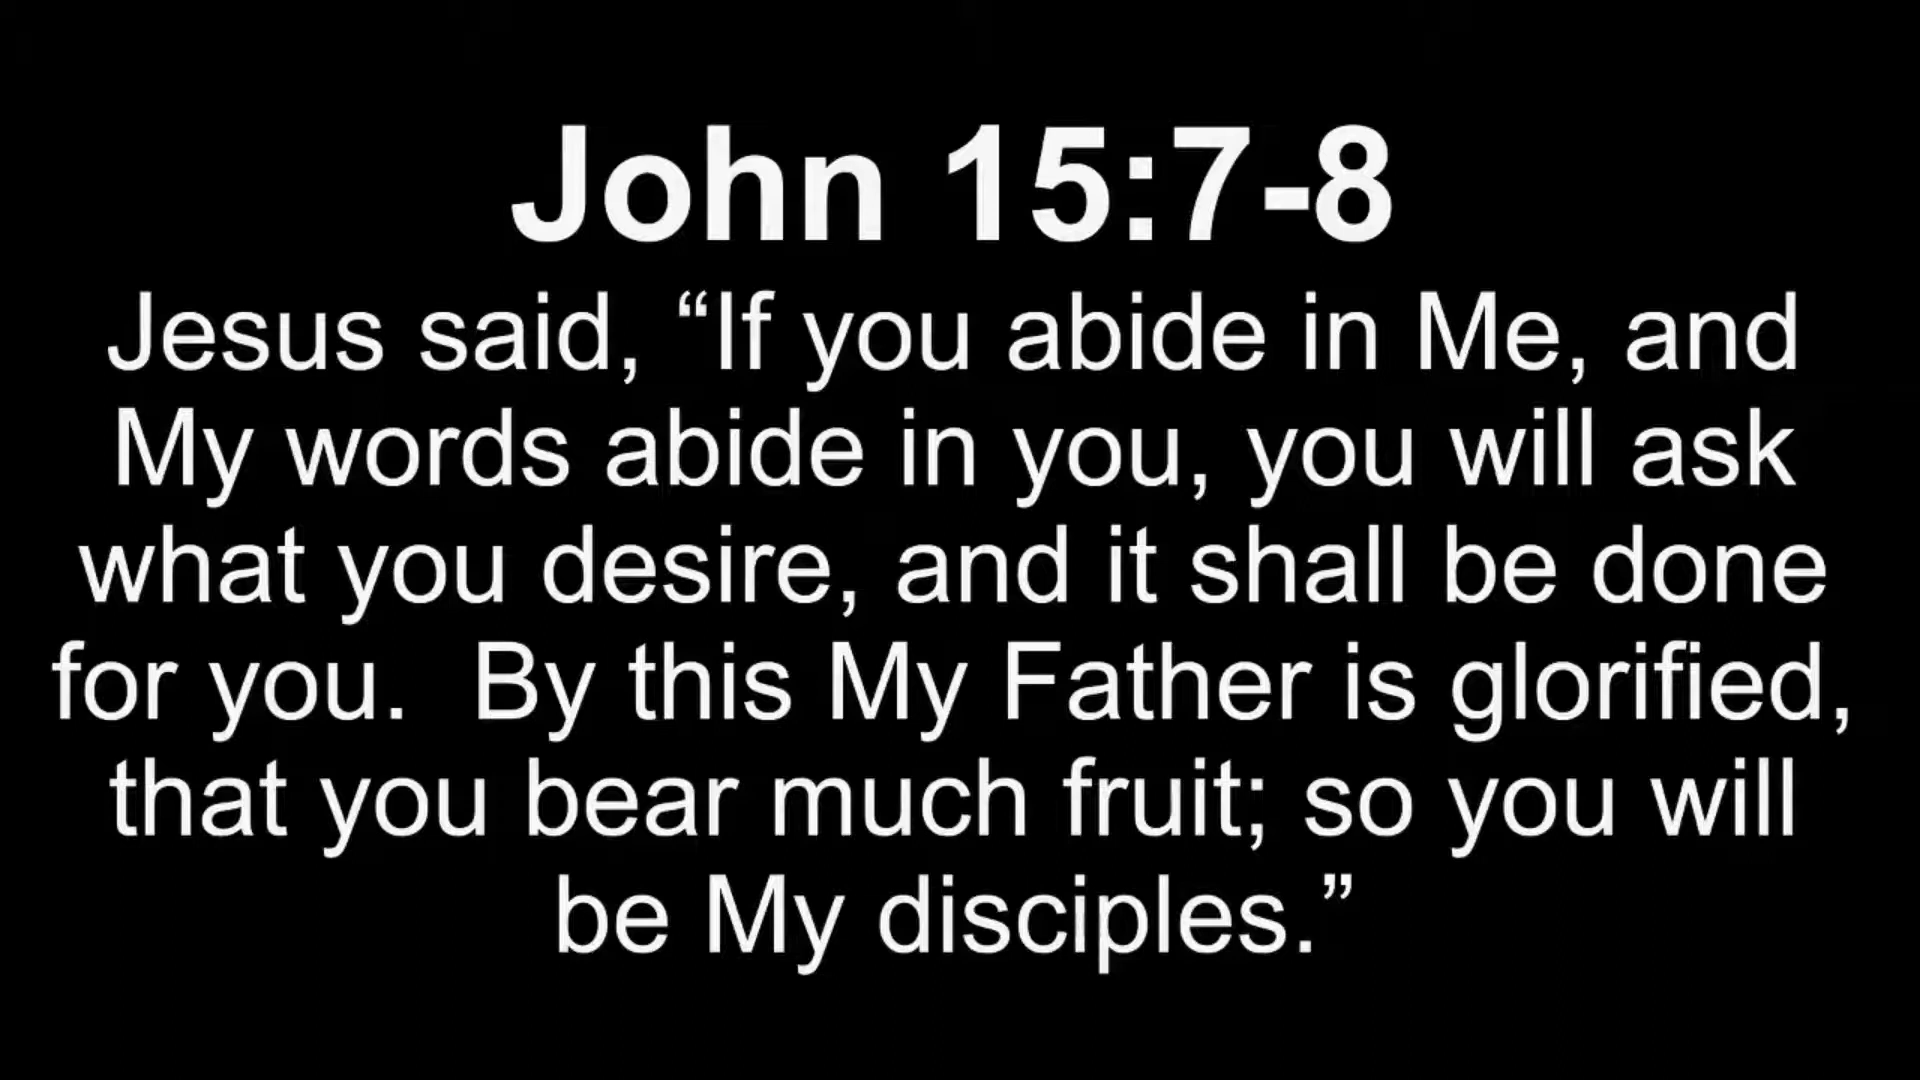 John 15:7-8
Jesus said, “If you abide in Me, and
My words abide in you, you will ask
what you desire, and it shall be done
for you.  By this My Father is glorified,
that you bear much fruit; so you will
be My disciples.”